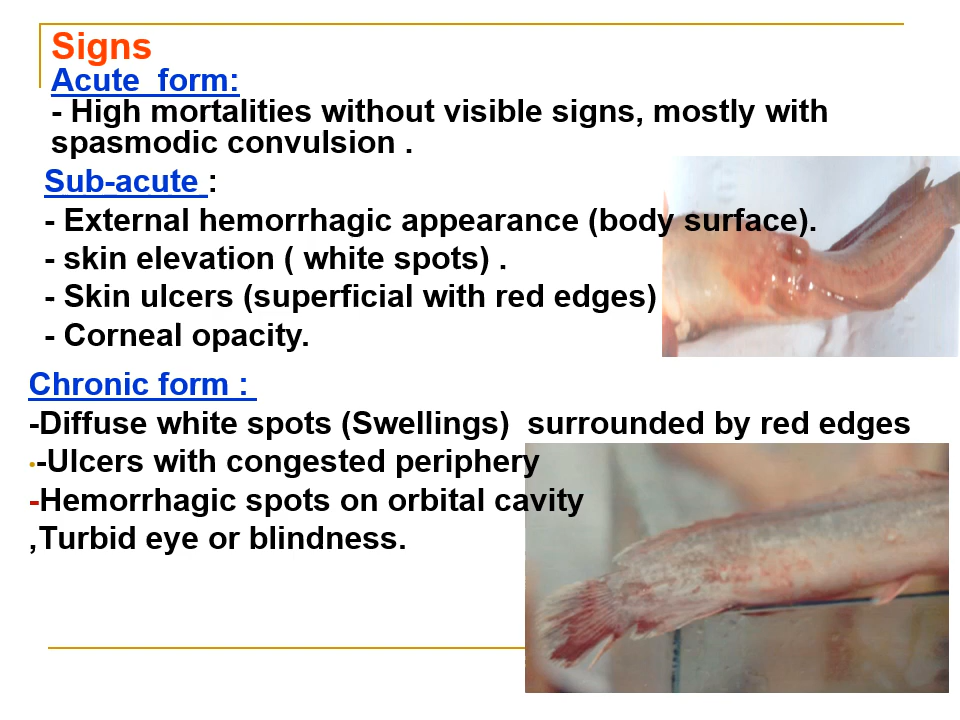 Signs
Acute  form:
- High mortalities without visible signs, mostly with
spasmodic convulsion .
Sub-acute :
- External hemorrhagic appearance (body surface).
- skin elevation ( white spots) .
- Skin ulcers (superficial with red edges)
- Corneal opacity.
Chronic form :
-Diffuse white spots (Swellings)  surrounded by red edges
•-Ulcers with congested periphery
-Hemorrhagic spots on orbital cavity
,Turbid eye or blindness.